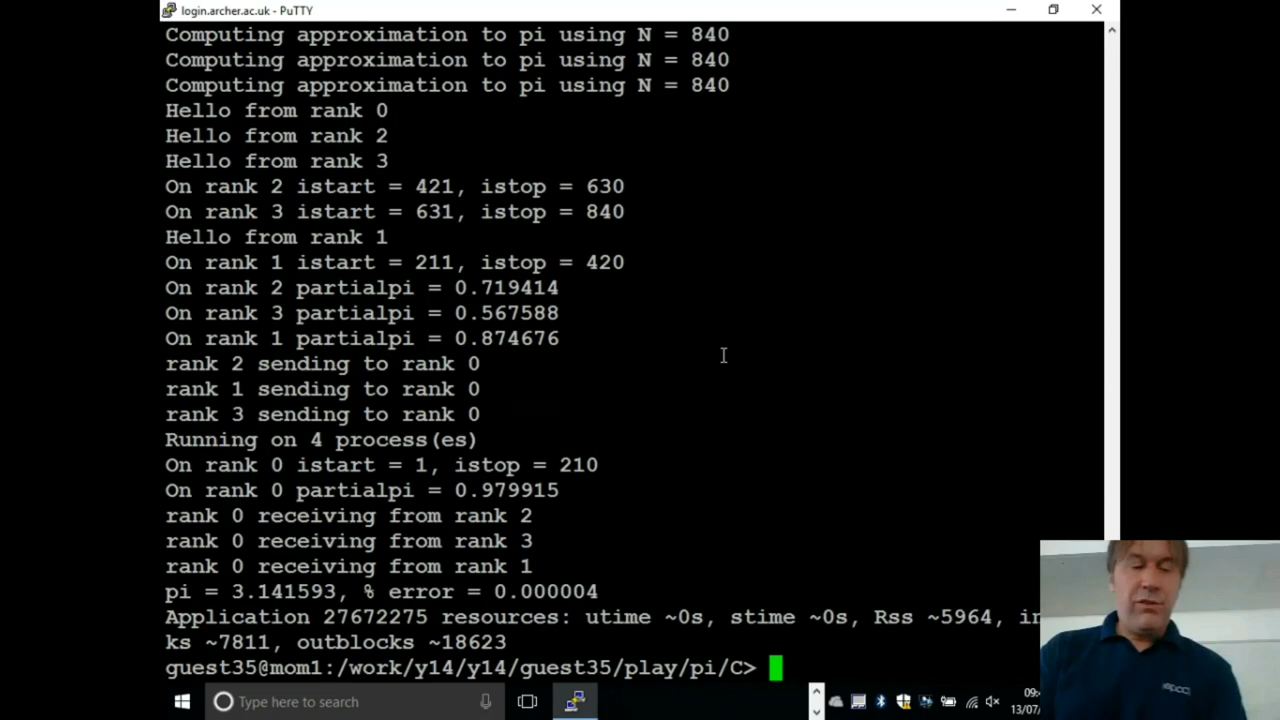 login.archer.ac.uk - PuTTY
Computing approximation to pi using N = 840
Computing approximation to pi using N = 840
Computing approximation to pi using N = 840
Hello from rank 0
Hello from rank 2
Hello from rank 3
On rank 2 istart = 421, istop = 630
On rank 3 istart = 631, istop = 840
Hello from rank 1
On rank 1 istart = 211, istop = 420
On rank 2 partialpi = 0.719414
On rank 3 partialpi = 0.567588
On rank 1 partialpi = 0.874676
rank 2 sending to rank 0
rank 1 sending to rank 0
rank 3 sending to rank 0
Running on 4 process(es)
On rank 0 istart = 1, istop = 210
On rank 0 partialpi = 0.979915
rank 0 receiving from rank 2
rank 0 receiving from rank 3
rank 0 receiving from rank 1
pi = 3.141593, % error = 0.000004
Application 27672275 resources: utime ~0s, stime ~0s, Rss ~5964, in
ks ~7811, outblocks ~18623
guest35@mom1:/work/y14/y14/guest35/play/pi/C>
Type here to search
09:
13/07/
epcc